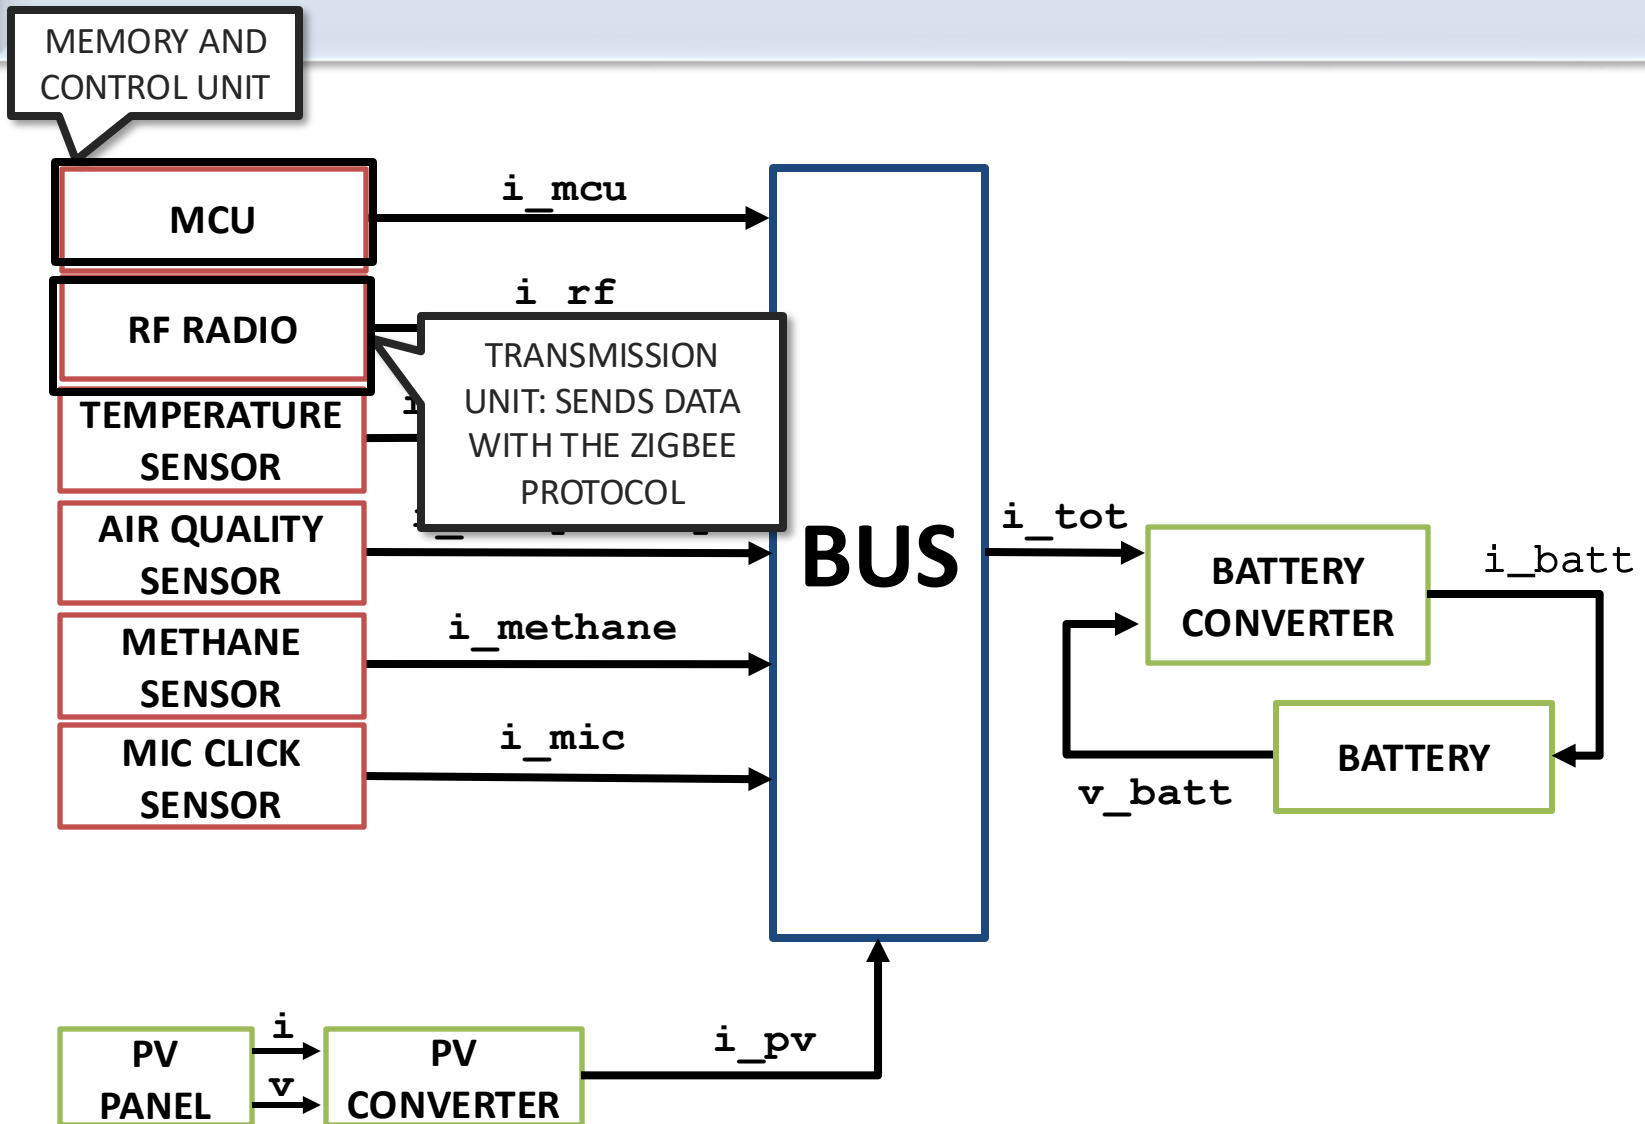 MEMORY AND
CONTROL UNIT
MCU
i_mcu
RF RADIO
i_rf
TRANSMISSION
UNIT: SENDS DATA
WITH THE ZIGBEE
PROTOCOL
TEMPERATURE
SENSOR
AIR QUALITY
SENSOR
METHANE
SENSOR
i_methane
MIC CLICK
SENSOR
i_mic
BUS
i_tot
BATTERY
CONVERTER
i_batt
BATTERY
v_batt
PV
PANEL
i
v
PV
CONVERTER
i_pv